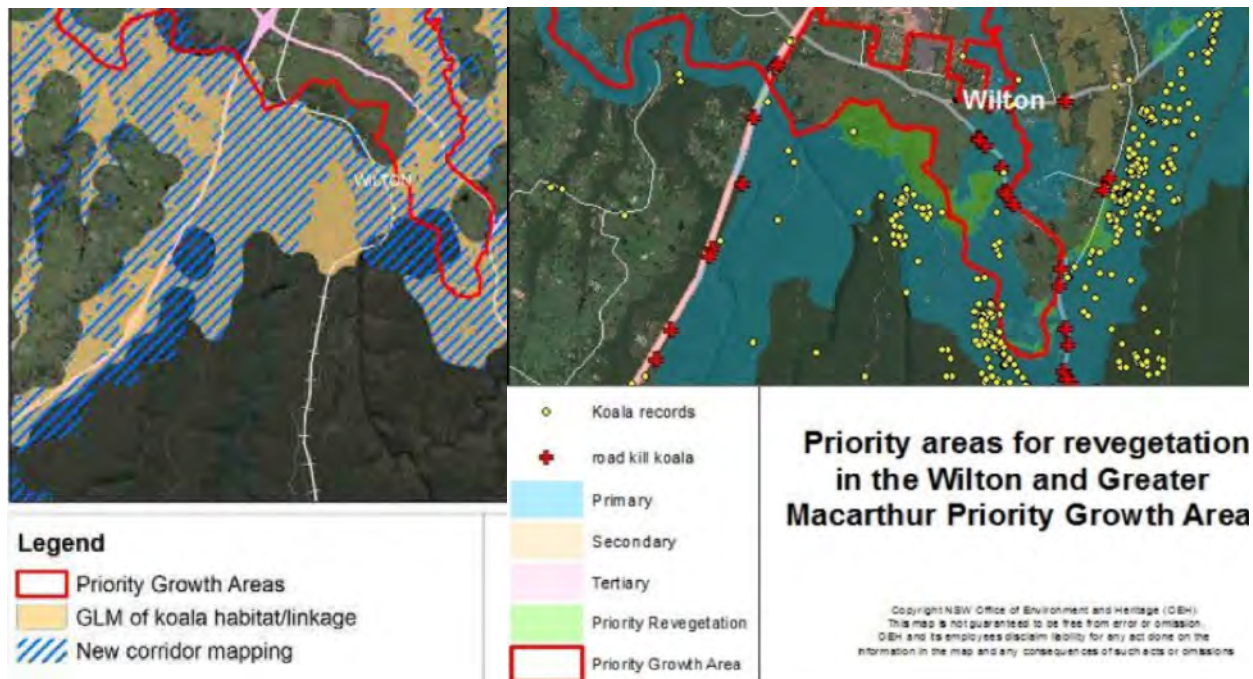 WILTON
Legend
Priority Growth Areas
GLM of koala habitat/linkage
New corridor mapping
Wilton
Koala records
road kill koala
Primary
Secondary
Tertiary
Priority Revegetation
Priority Growth Area
Priority areas for revegetation
in the Wilton and Greater
Macarthur Priority Growth Area
Copyright NSW Office of Environment and Heritage (OEH)
This map is not guaranteed to be free from error or omission.
OEH and its employees disclaim liability for any act done on the
information in the map and any consequences of such acts or omissions